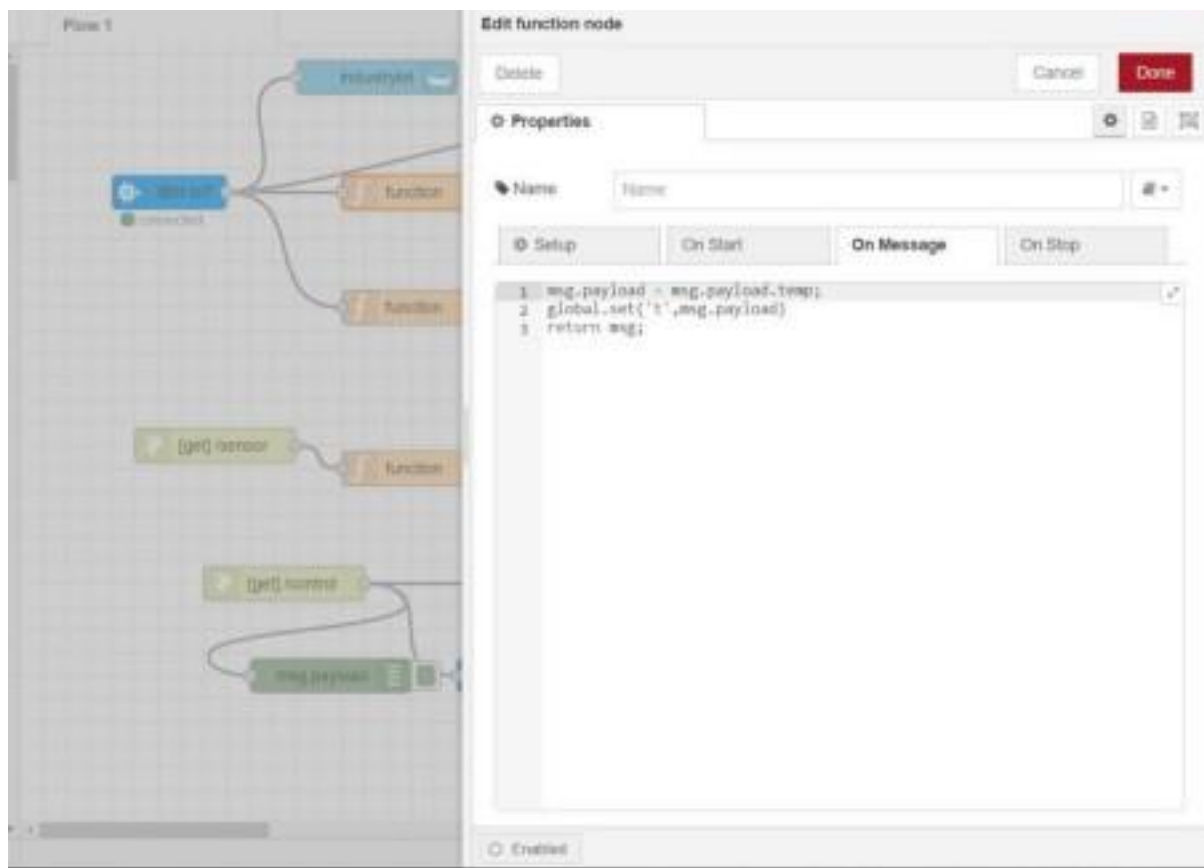 Flow 1
Edit function node
Delete
Cancel
Done
Properties
Name
Name
Setup
On Start
On Message
On Stop
1 msg.payload = msg.payload.temp;
2 global.set('t',msg.payload)
3 return msg;
function
connected
function
[get] /sensor
function
[get]
msg.payload
Enabled